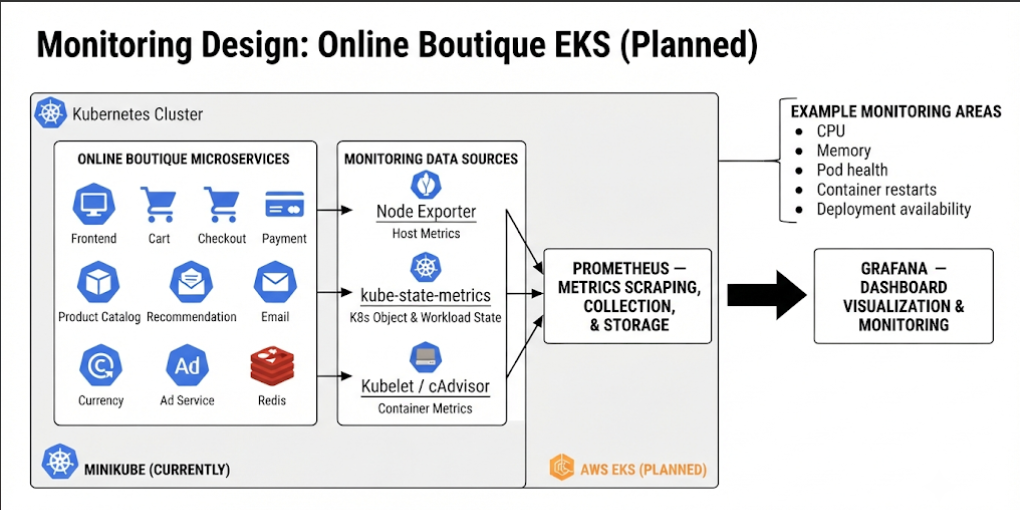 Monitoring Design: Online Boutique EKS (Planned)
Kubernetes Cluster
ONLINE BOUTIQUE MICROSERVICES
Frontend
Cart
Checkout
Payment
Product Catalog
Recommendation
Email
Currency
Ad
Ad Service
Redis
MINIKUBE (CURRENTLY)
MONITORING DATA SOURCES
Node Exporter
Host Metrics
kube-state-metrics
K8s Object & Workload State
Kubelet / cAdvisor
Container Metrics
PROMETHEUS —
METRICS SCRAPING,
COLLECTION,
& STORAGE
AWS EKS (PLANNED)
EXAMPLE MONITORING AREAS
• CPU
• Memory
• Pod health
• Container restarts
• Deployment availability
GRAFANA —
DASHBOARD
VISUALIZATION &
MONITORING